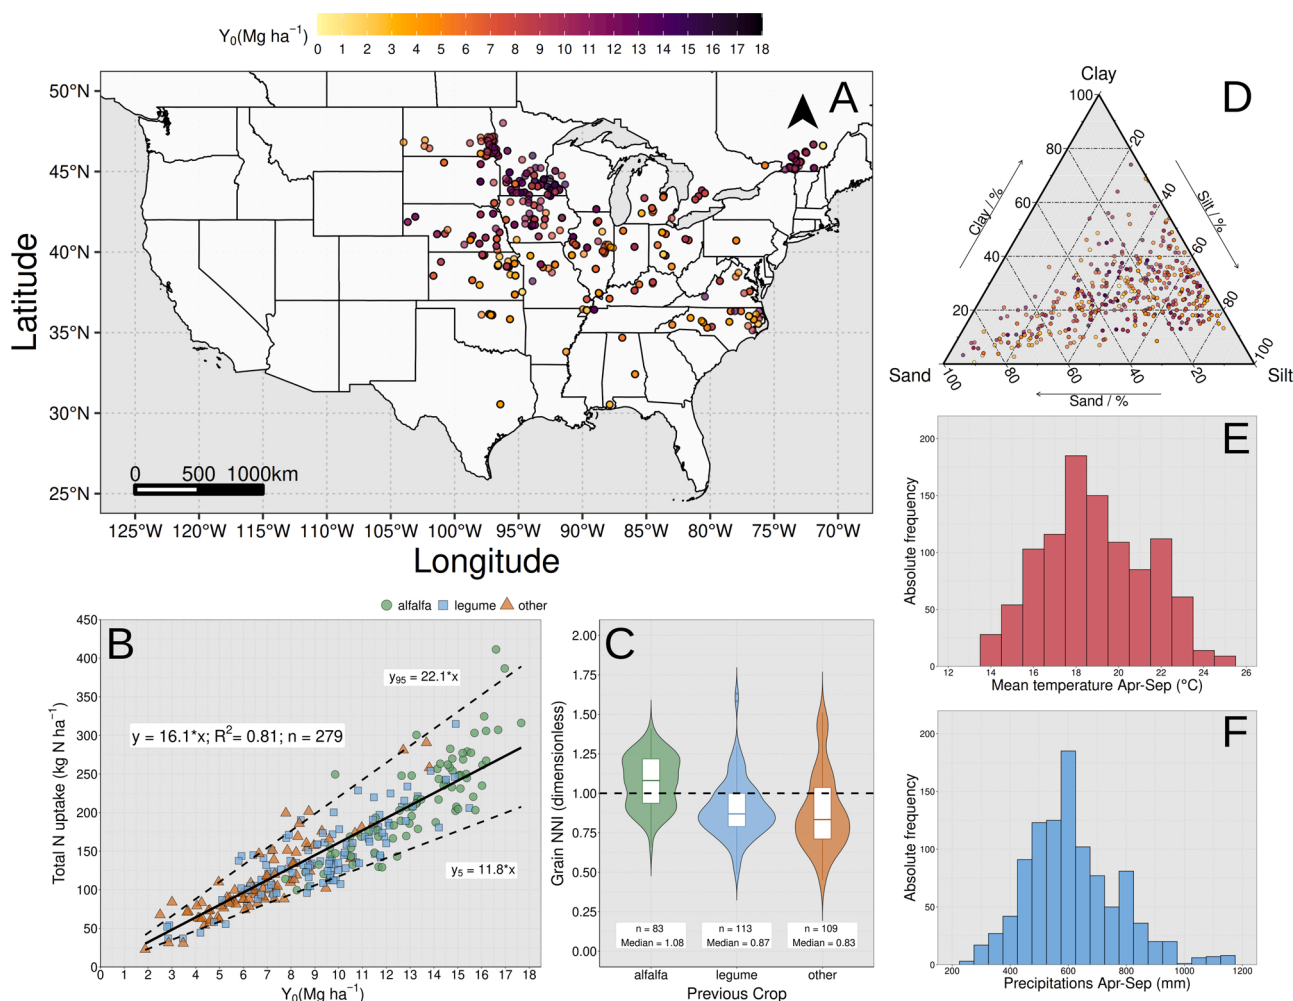 Y0(Mg ha−1)
0 1 2 3 4 5 6 7 8 9 10 11 12 13 14 15 16 17 18
A
50°N
45°N
40°N
35°N
30°N
25°N
Latitude
0 500 1000km
125°W 120°W 115°W 110°W 105°W 100°W 95°W 90°W 85°W 80°W 75°W 70°W
Longitude
D
Clay
100
80
60
40
20
20
40
60
80
100
Clay / %
Silt / %
Sand
Silt
100 80 60 40 20
Sand / %
E
200
150
100
50
0
Absolute frequency
12 14 16 18 20 22 24 26
Mean temperature Apr-Sep (°C)
alfalfa legume other
B
450
400
350
300
250
200
150
100
50
0
Total N uptake (kg N ha−1)
y95 = 22.1*x
y = 16.1*x; R2= 0.81; n = 279
y5 = 11.8*x
0 1 2 3 4 5 6 7 8 9 10 11 12 13 14 15 16 17 18
Y0(Mg ha−1)
C
2.00
1.75
1.50
1.25
1.00
0.75
0.50
0.25
0.00
Grain NNI (dimensionless)
n = 83
Median = 1.08
n = 113
Median = 0.87
n = 109
Median = 0.83
alfalfa legume other
Previous Crop
F
200
150
100
50
0
Absolute frequency
200 400 600 800 1000 1200
Precipitations Apr-Sep (mm)